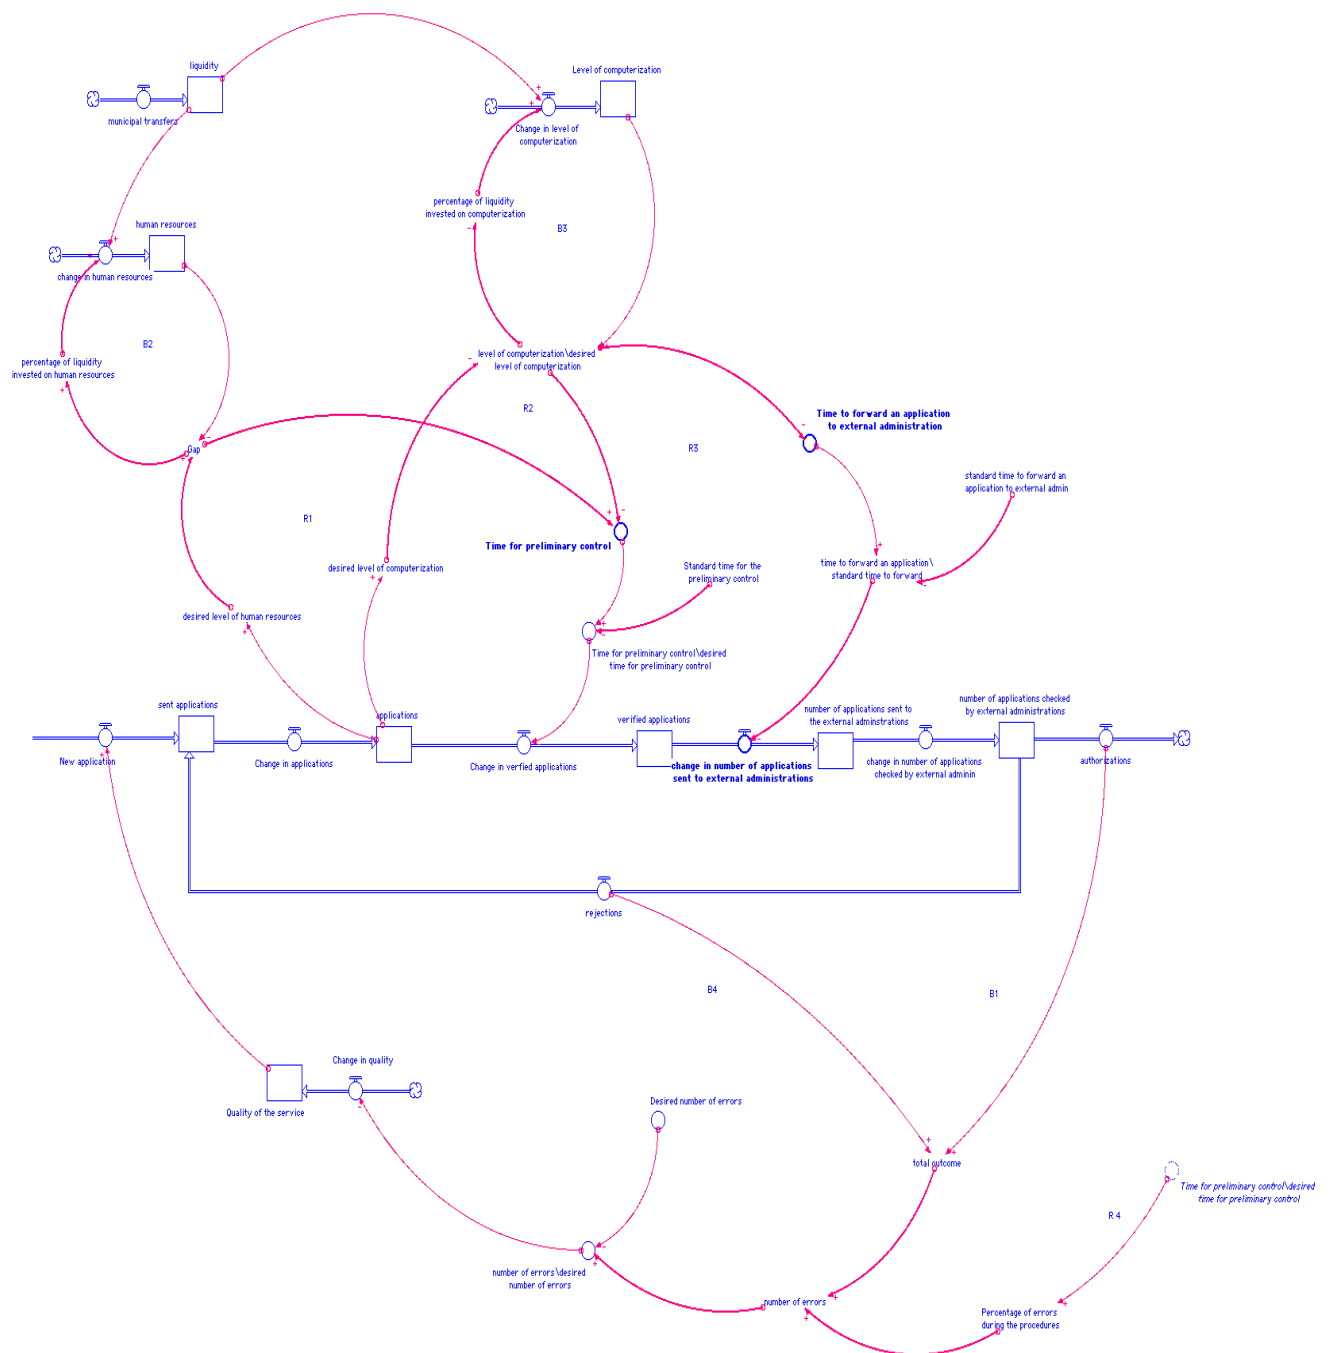 liquidity
Level of computerization
municipal transfers
Change in level of
computerization
percentage of liquidity
invested on computerization
human resources
B3
change in human resources
B2
percentage of liquidity
invested on human resources
level of computerization\desired
level of computerization
R2
Time to forward an application
to external administration
Gap
R3
standard time to forward an
application to external admin
R1
Time for preliminary control
desired level of computerization
Standard time for the
preliminary control
time to forward an application\
standard time to forward
desired level of human resources
Time for preliminary control\desired
time for preliminary control
sent applications
applications
verified applications
number of applications sent to
the external adminstrations
number of applications checked
by external administrations
New application
Change in applications
Change in verfied applications
change in number of applications
sent to external administrations
change in number of applications
checked by external adminin
authorizations
rejections
B4
B1
Change in quality
Quality of the service
Desired number of errors
total outcome
Time for preliminary control\desired
time for preliminary control
R 4
number of errors\desired
number of errors
number of errors
Percentage of errors
during the procedures